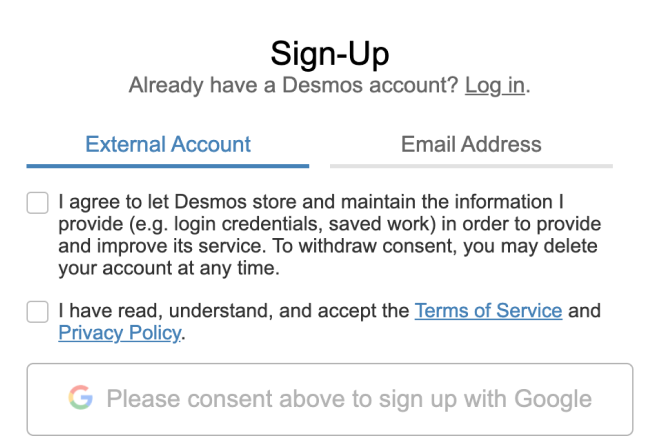 Sign-Up
Already have a Desmos account? Log in.
External Account
Email Address
I agree to let Desmos store and maintain the information I
provide (e.g. login credentials, saved work) in order to provide
and improve its service. To withdraw consent, you may delete
your account at any time.
I have read, understand, and accept the Terms of Service and
Privacy Policy.
Please consent above to sign up with Google